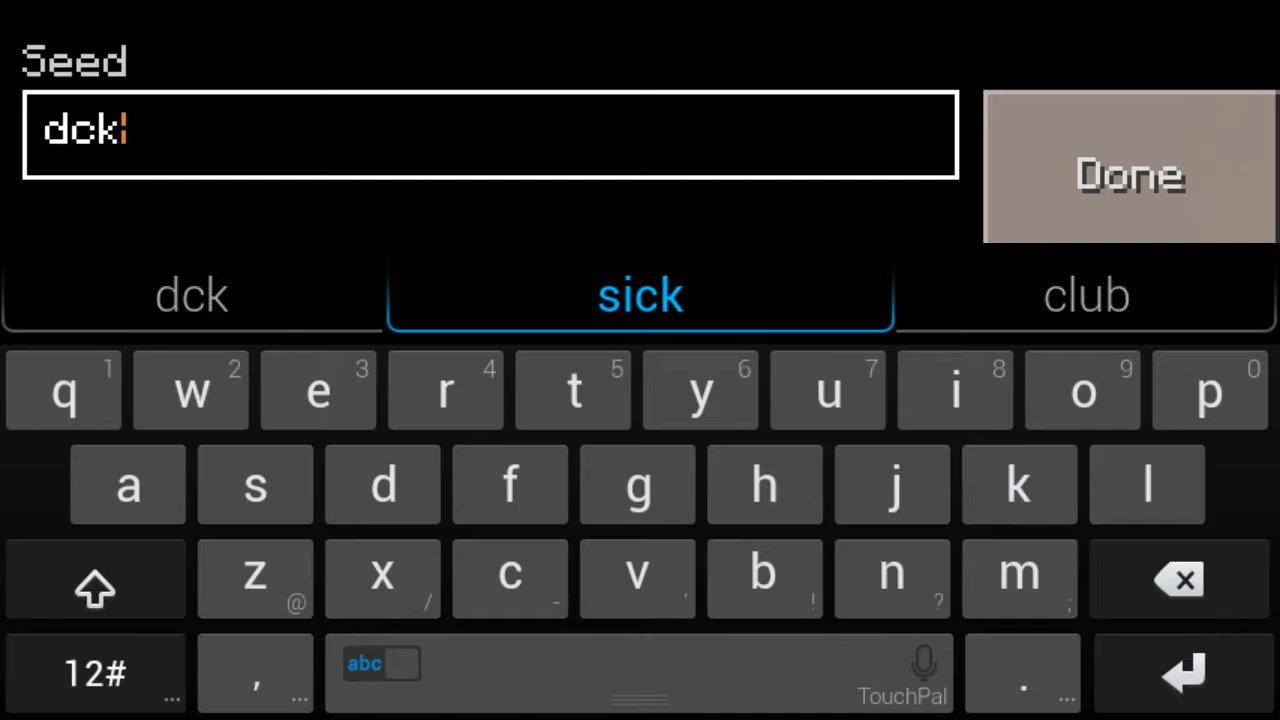 Seed
dck
Done
dck sick club
q 1 w 2 e 3 r 4 t 5 y 6 u 7 i 8 o 9 p 0
a s d f g h j k l
z @ x / c - v ' b ! n ? m ;
12# ... , ... abc TouchPal . ...